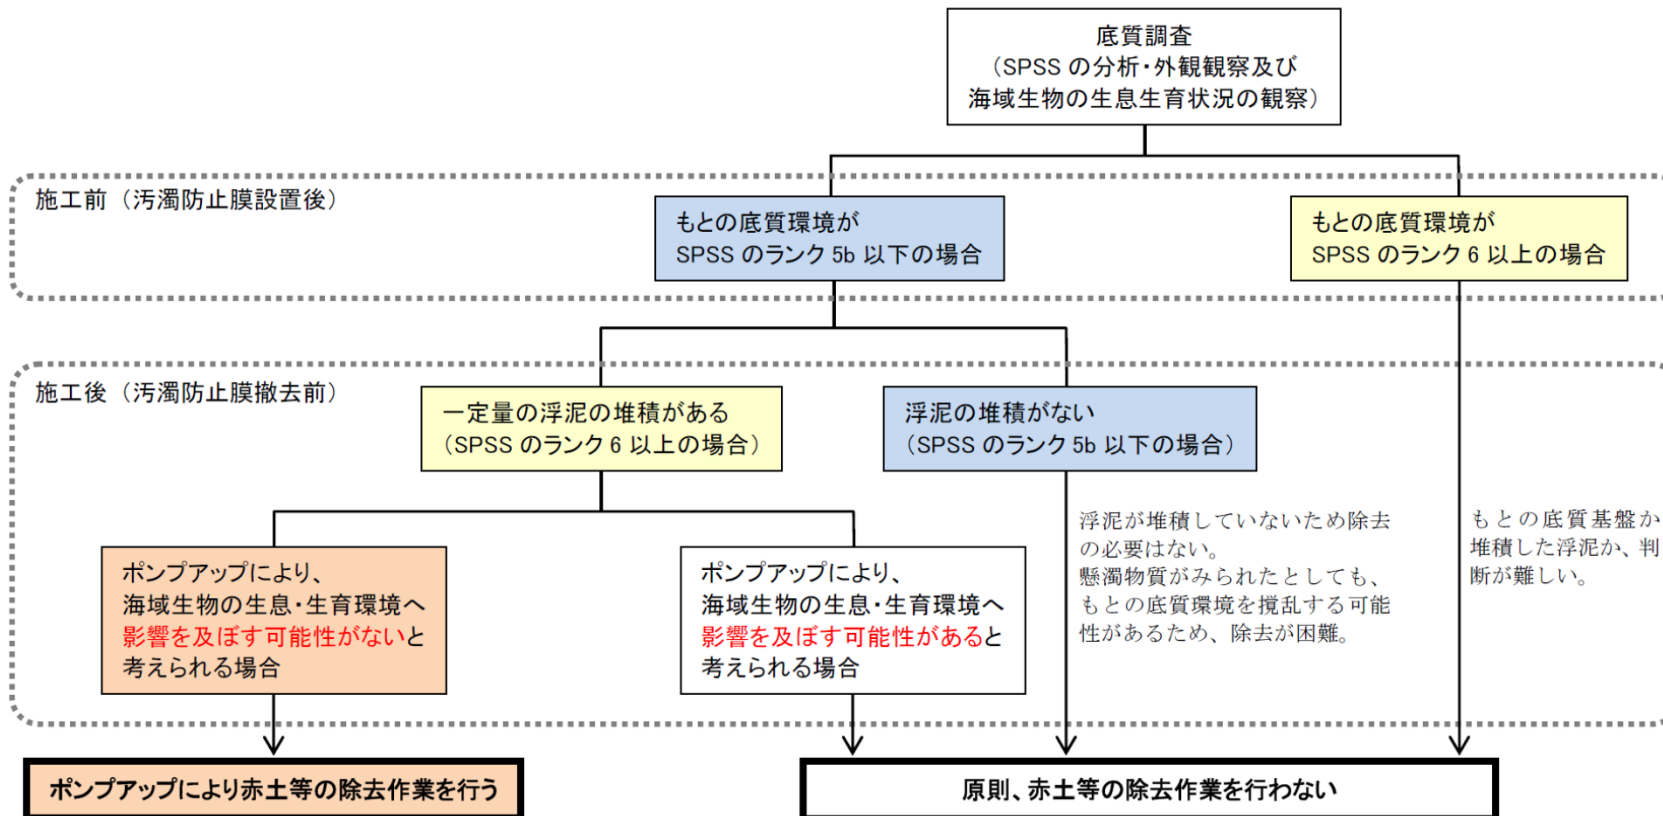 底質調査
（SPSS の分析・外観観察及び
海域生物の生息生育状況の観察）
施工前（汚濁防止膜設置後）
もとの底質環境が
SPSS のランク 5b 以下の場合
もとの底質環境が
SPSS のランク 6 以上の場合
施工後（汚濁防止膜撤去前）
一定量の浮泥の堆積がある
（SPSS のランク 6 以上の場合）
浮泥の堆積がない
（SPSS のランク 5b 以下の場合）
ポンプアップにより、
海域生物の生息・生育環境へ
影響を及ぼす可能性がないと
考えられる場合
ポンプアップにより、
海域生物の生息・生育環境へ
影響を及ぼす可能性があると
考えられる場合
浮泥が堆積していないため除去
の必要はない。
懸濁物質がみられたとしても、
もとの底質環境を撹乱する可能
性があるため、除去が困難。
もとの底質基盤か
堆積した浮泥か、判
断が難しい。
ポンプアップにより赤土等の除去作業を行う
原則、赤土等の除去作業を行わない